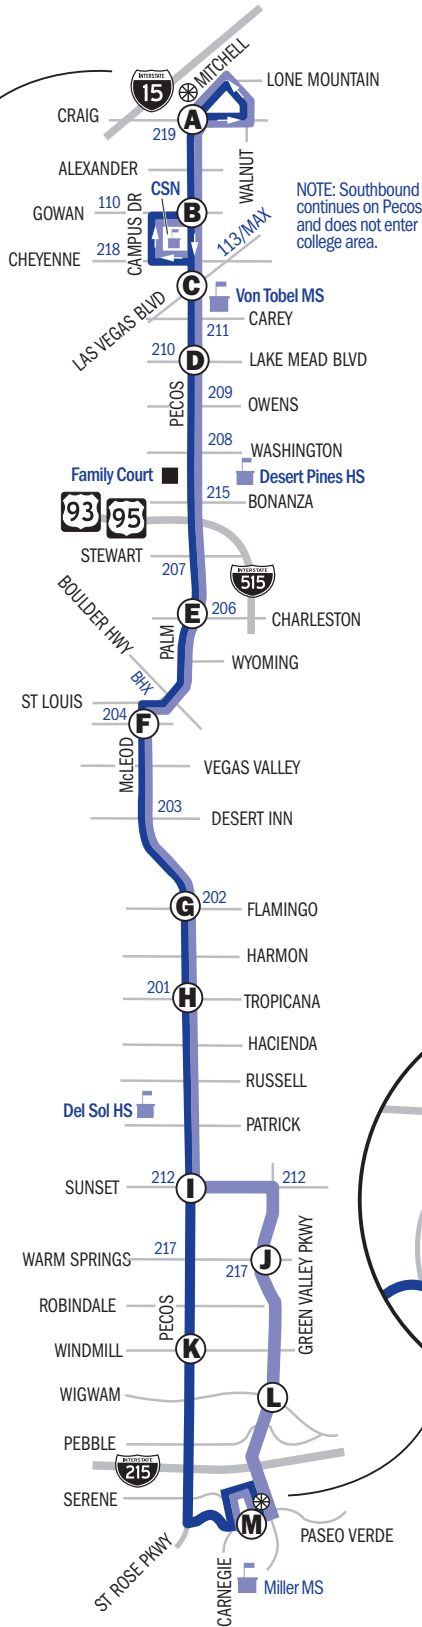 MITCHELL
LONE MOUNTAIN
INTERSTATE
15
CRAIG
A
219
WALNUT
ALEXANDER
CSN
CAMPUS DR
110
GOWAN
B
NOTE: Southbound
continues on Pecos
and does not enter
college area.
218
CHEYENNE
113/MAX
C
Von Tobel MS
LAS VEGAS BLVD
211
CAREY
210
D
LAKE MEAD BLVD
PECOS
209
OWENS
208
WASHINGTON
Family Court
Desert Pines HS
215
BONANZA
93
95
STEWART
207
INTERSTATE
515
BOULDER HWY
E
206
CHARLESTON
PALM
WYOMING
BHX
ST LOUIS
204
F
McLEOD
VEGAS VALLEY
203
DESERT INN
202
G
FLAMINGO
HARMON
201
H
TROPICANA
HACIENDA
RUSSELL
Del Sol HS
PATRICK
212
212
SUNSET
I
GREEN VALLEY PKWY
217
WARM SPRINGS
J
217
ROBINDALE
PECOS
WINDMILL
K
WIGWAM
L
PEBBLE
INTERSTATE
215
SERENE
M
PASEO VERDE
ST ROSE PKWY
CARNEGIE
Miller MS